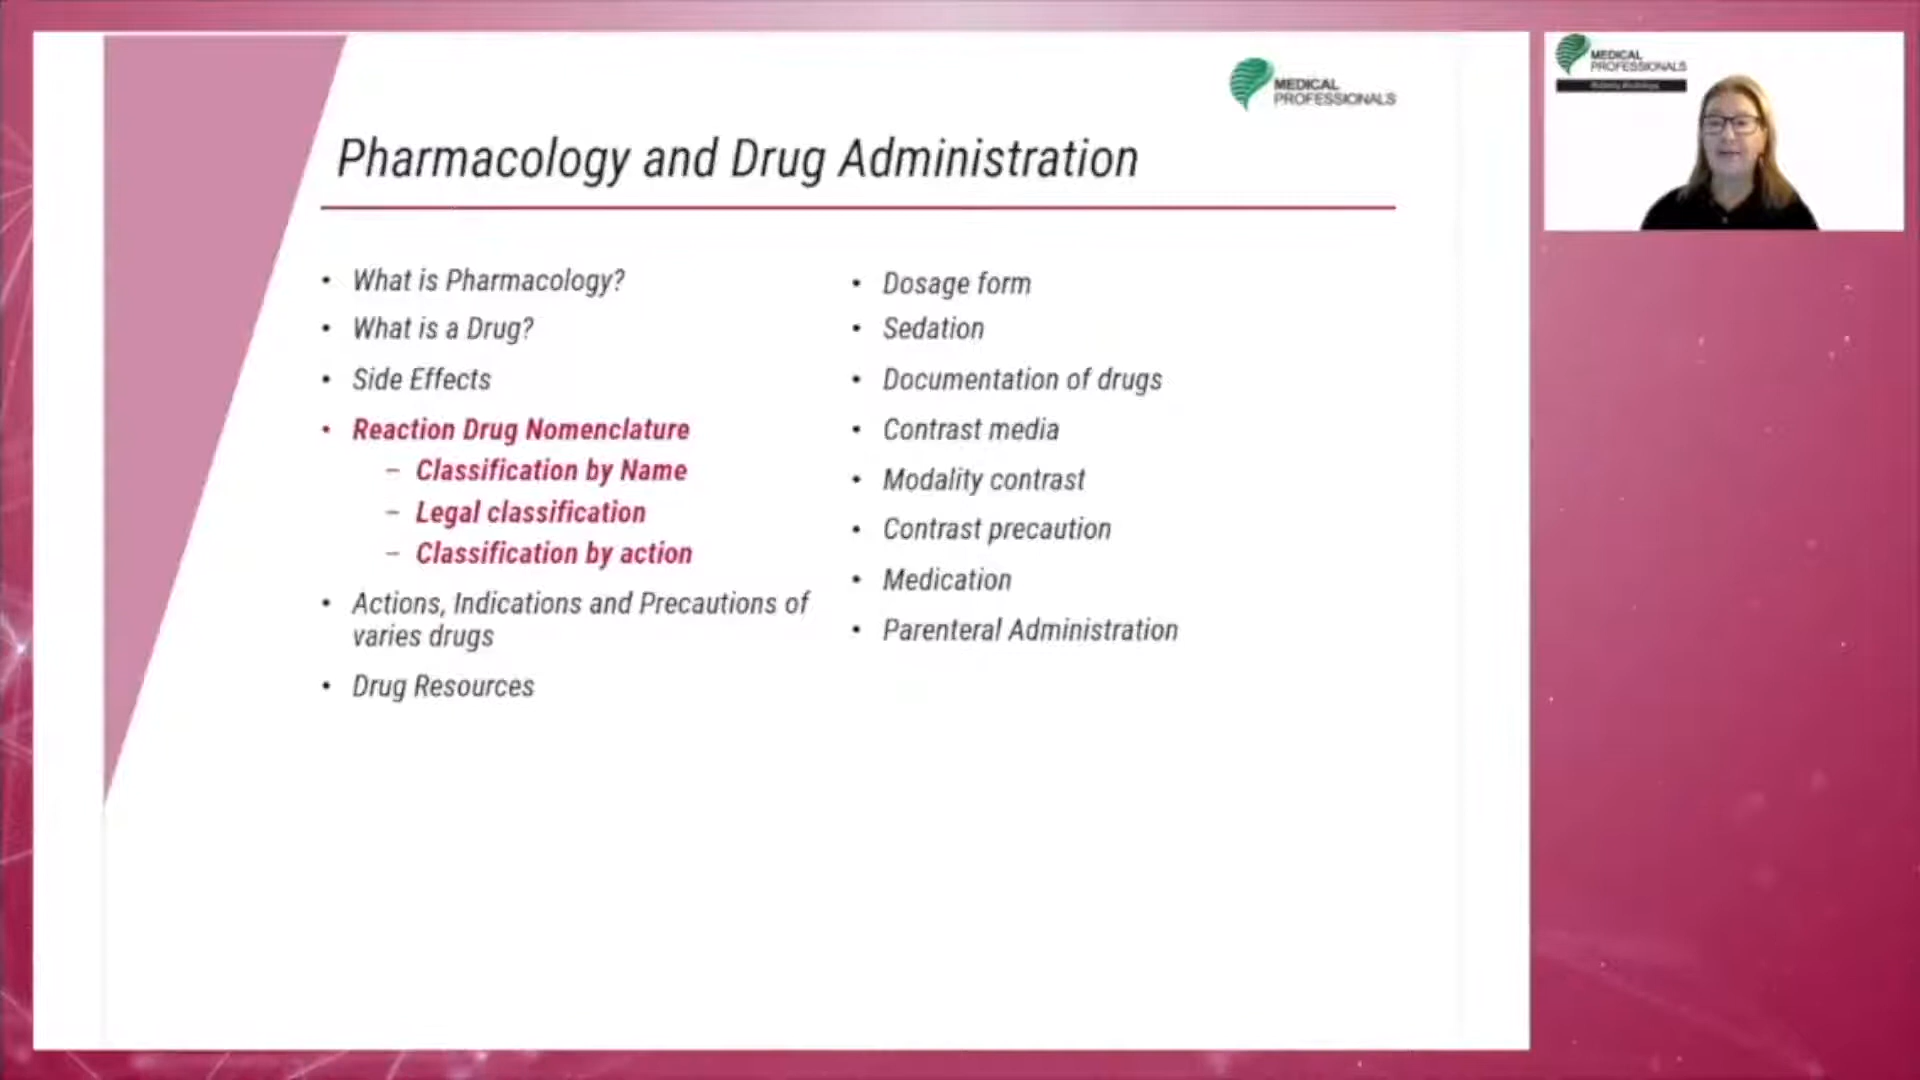 MEDICAL
PROFESSIONALS
Pharmacology and Drug Administration
• What is Pharmacology?
• What is a Drug?
• Side Effects
• Reaction Drug Nomenclature
– Classification by Name
– Legal classification
– Classification by action
• Actions, Indications and Precautions of
varies drugs
• Drug Resources
• Dosage form
• Sedation
• Documentation of drugs
• Contrast media
• Modality contrast
• Contrast precaution
• Medication
• Parenteral Administration
MEDICAL
PROFESSIONALS